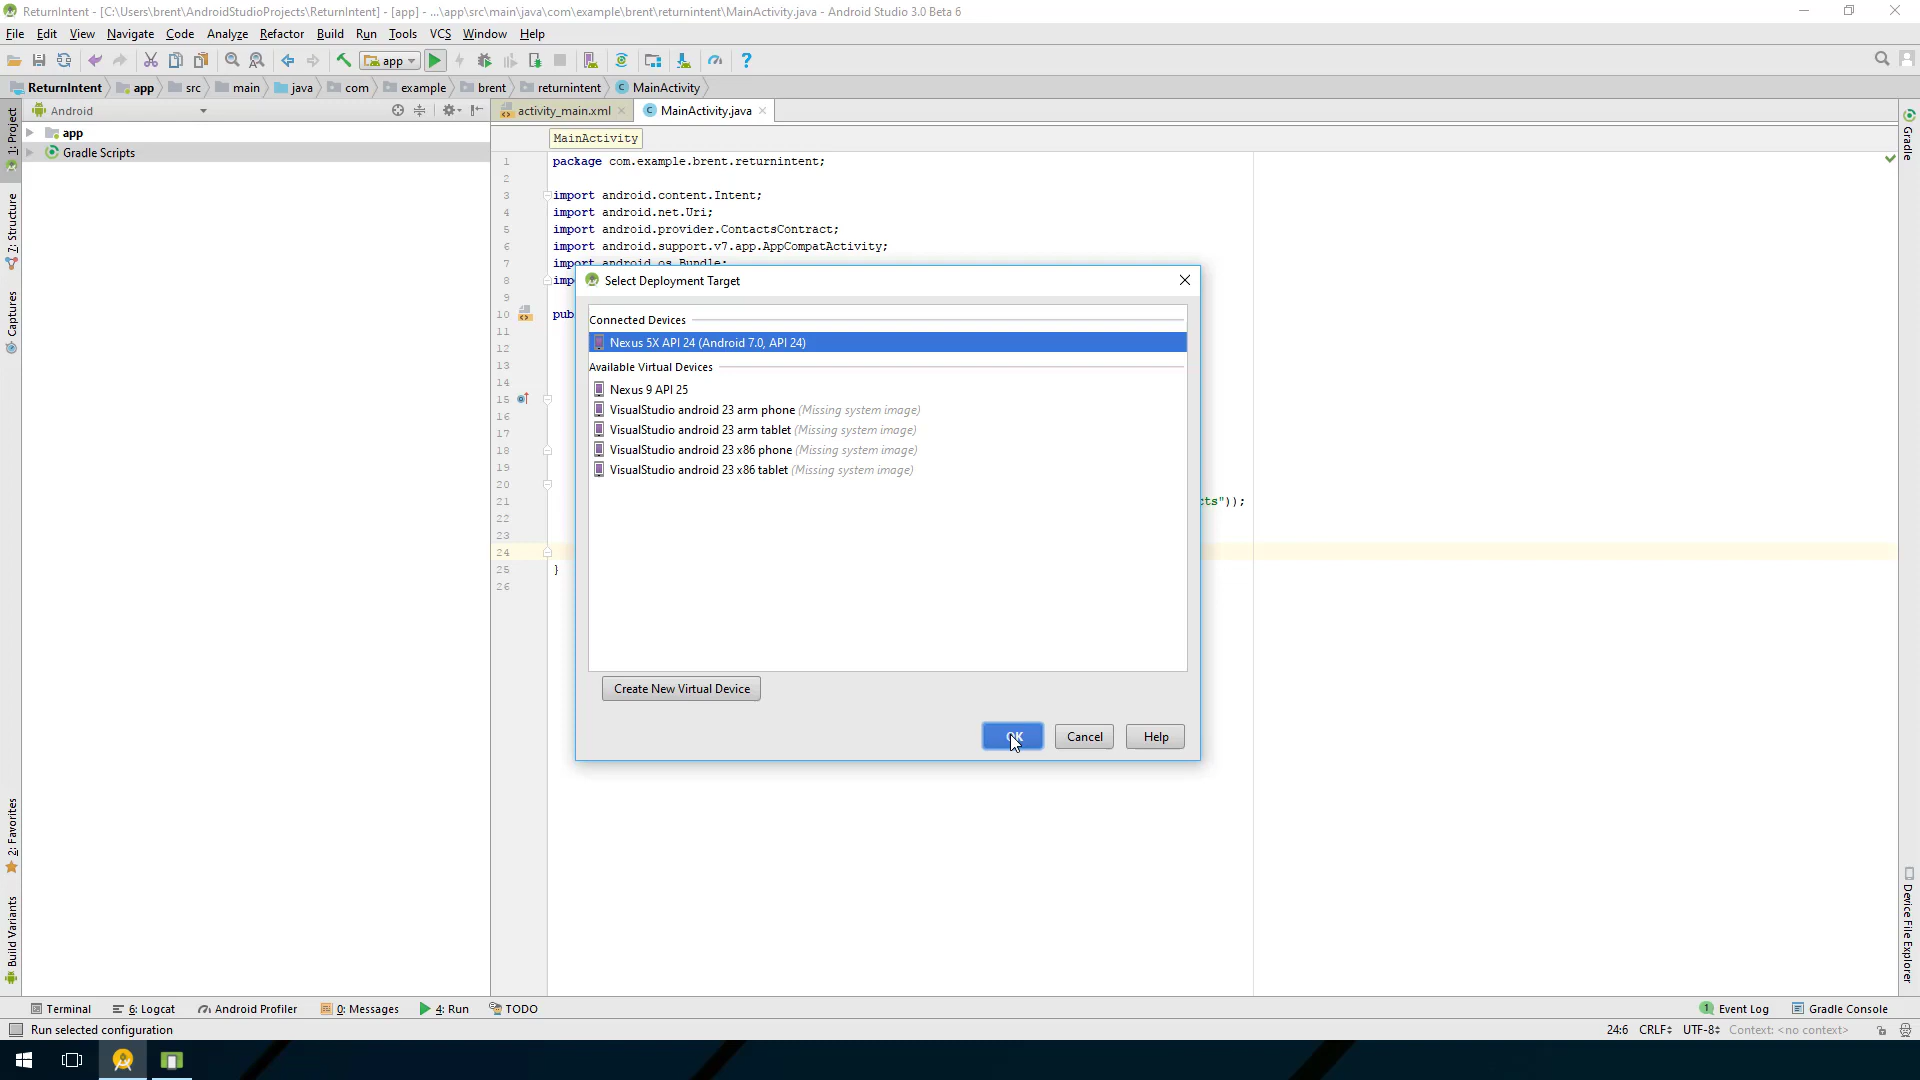 ReturnIntent - [C:\Users\brent\AndroidStudioProjects\ReturnIntent] - [app] - ...\app\src\main\java\com\example\brent\returnintent\MainActivity.java - Android Studio 3.0 Beta 6
File Edit View Navigate Code Analyze Refactor Build Run Tools VCS Window Help
app
ReturnIntent app src main java com example brent returnintent MainActivity
Android
activity_main.xml MainActivity.java
app
Gradle Scripts
MainActivity
1 package com.example.brent.returnintent;
2
3 import android.content.Intent;
4 import android.net.Uri;
5 import android.provider.ContactsContract;
6 import android.support.v7.app.AppCompatActivity;
7 import android.os.Bundle;
8 imp
9
10 pub
11
12
13
14
15
16
17
18
19
20
21 cts"));
22
23
24
25 }
26
Select Deployment Target
Connected Devices
Nexus 5X API 24 (Android 7.0, API 24)
Available Virtual Devices
Nexus 9 API 25
VisualStudio android 23 arm phone (Missing system image)
VisualStudio android 23 arm tablet (Missing system image)
VisualStudio android 23 x86 phone (Missing system image)
VisualStudio android 23 x86 tablet (Missing system image)
Create New Virtual Device
OK Cancel Help
1: Project
7: Structure
Captures
2: Favorites
Build Variants
Gradle
Device File Explorer
Terminal 6: Logcat Android Profiler 0: Messages 4: Run TODO 1 Event Log Gradle Console
Run selected configuration 24:6 CRLF UTF-8 Context: <no context>